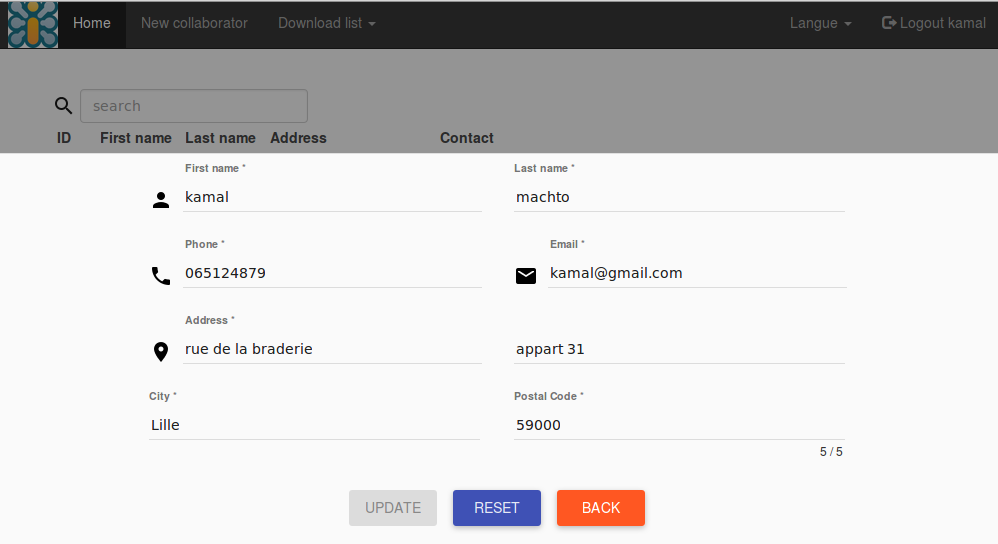 Home New collaborator Download list Langue Logout kamal
search
ID First name Last name Address Contact
First name * Last name *
kamal machto
Phone * Email *
065124879 kamal@gmail.com
Address *
rue de la braderie appart 31
City * Postal Code *
Lille 59000
5 / 5
UPDATE RESET BACK